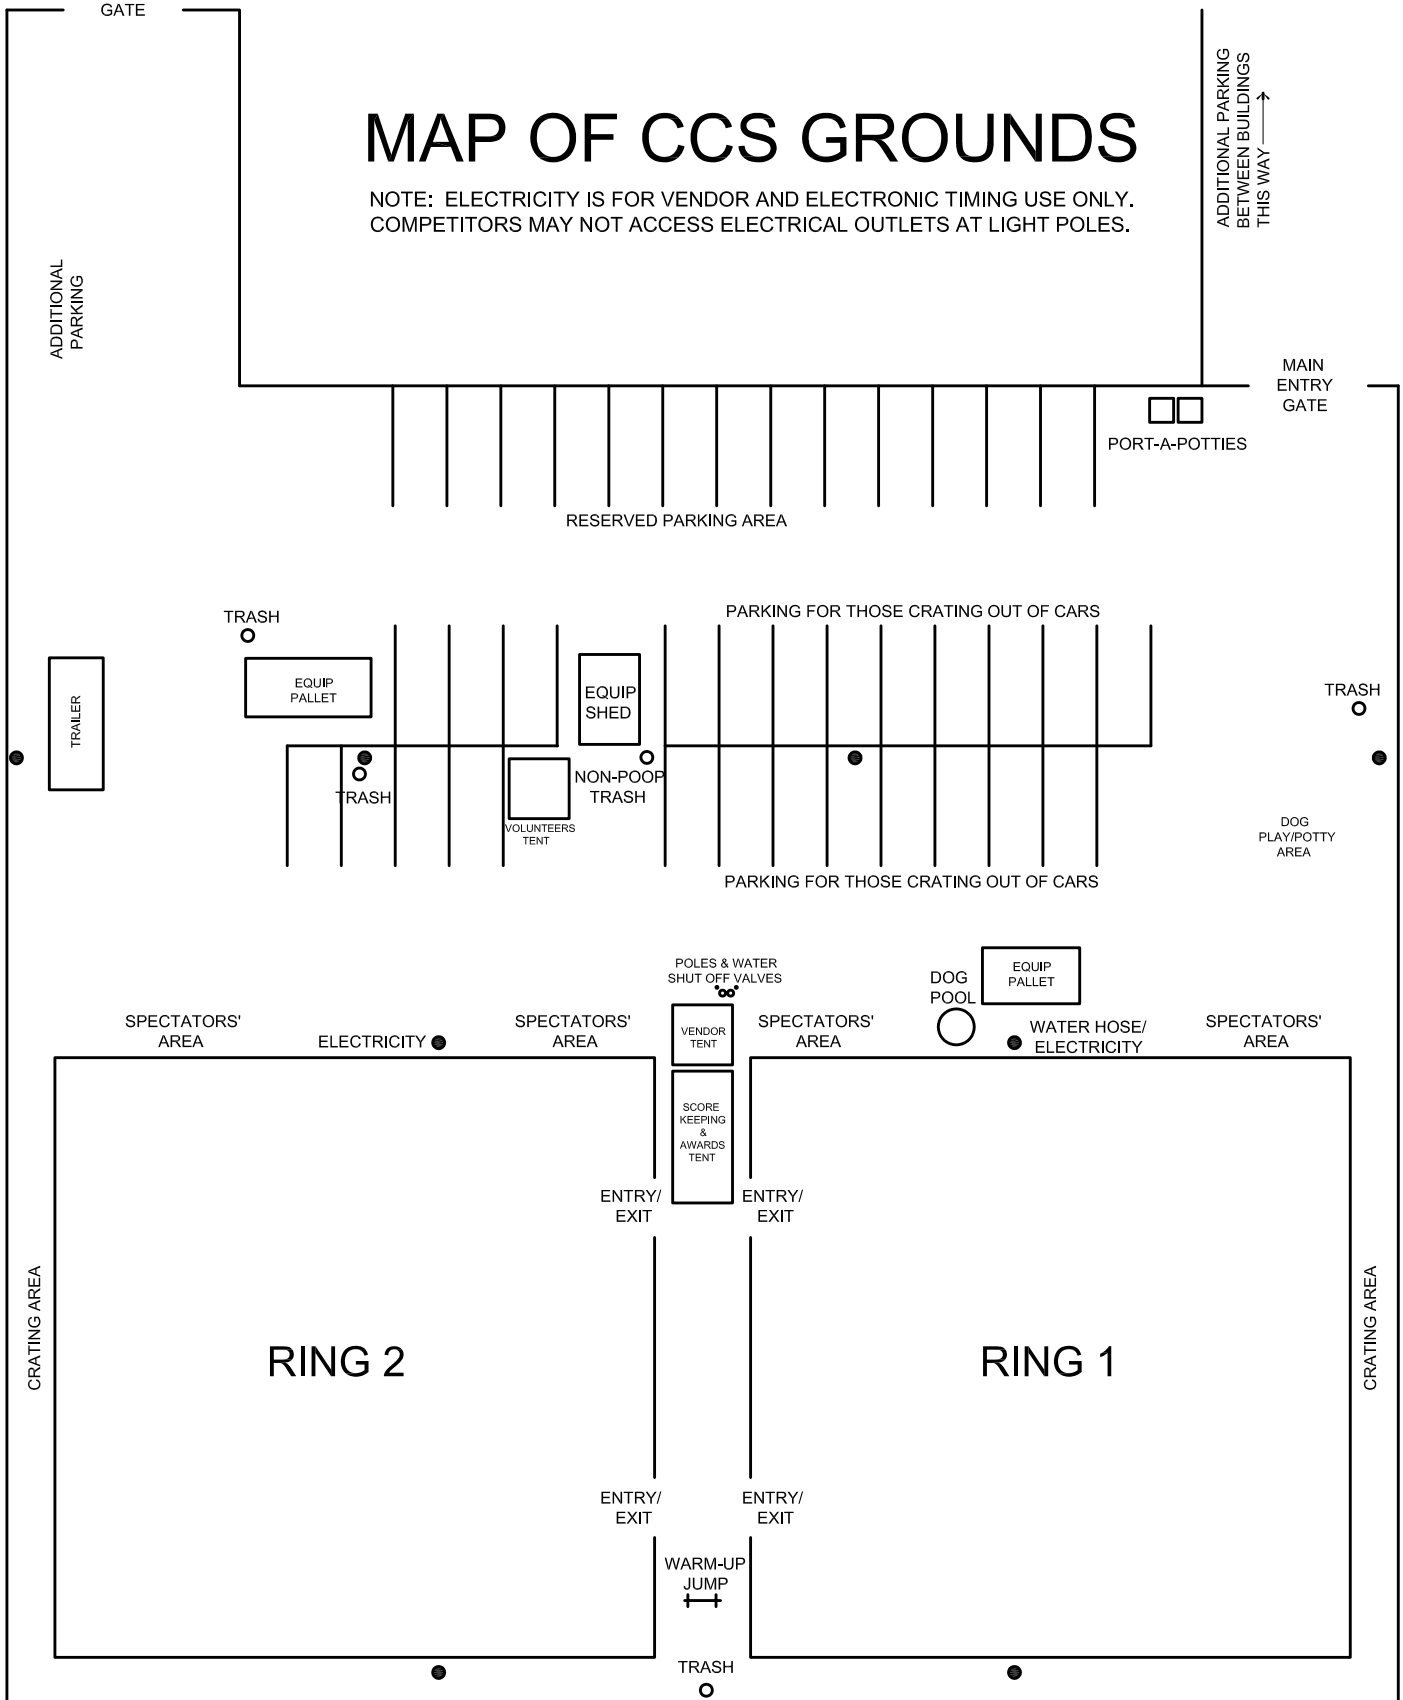 GATE
MAP OF CCS GROUNDS
NOTE: ELECTRICITY IS FOR VENDOR AND ELECTRONIC TIMING USE ONLY.
COMPETITORS MAY NOT ACCESS ELECTRICAL OUTLETS AT LIGHT POLES.
ADDITIONAL PARKING
BETWEEN BUILDINGS
THIS WAY
ADDITIONAL
PARKING
MAIN
ENTRY
GATE
PORT-A-POTTIES
RESERVED PARKING AREA
TRASH
PARKING FOR THOSE CRATING OUT OF CARS
TRAILER
EQUIP
PALLET
EQUIP
SHED
TRASH
TRASH
NON-POOP
TRASH
VOLUNTEERS
TENT
DOG
PLAY/POTTY
AREA
PARKING FOR THOSE CRATING OUT OF CARS
POLES & WATER
SHUT OFF VALVES
DOG
POOL
EQUIP
PALLET
SPECTATORS'
AREA
ELECTRICITY
SPECTATORS'
AREA
VENDOR
TENT
SPECTATORS'
AREA
WATER HOSE/
ELECTRICITY
SPECTATORS'
AREA
SCORE
KEEPING
&
AWARDS
TENT
ENTRY/
EXIT
ENTRY/
EXIT
CRATING AREA
RING 2
RING 1
CRATING AREA
ENTRY/
EXIT
ENTRY/
EXIT
WARM-UP
JUMP
TRASH